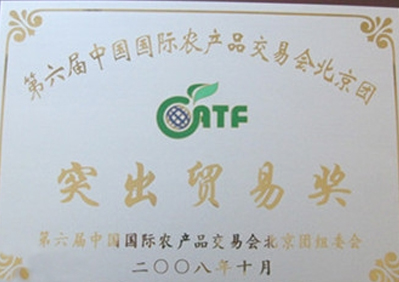 第六届中国国际农产品交易会北京团
CATF
突出贸易奖
第六届中国国际农产品交易会北京团组委会
二〇〇八年十月